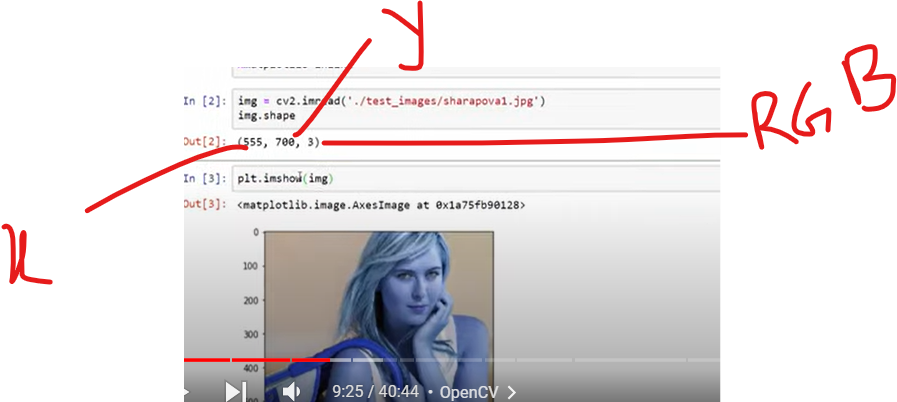 y
In [2]: img = cv2.imread('./test_images/sharapova1.jpg')
img.shape
Out[2]: (555, 700, 3)
RGB
In [3]: plt.imshow(img)
Out[3]: <matplotlib.image.AxesImage at 0x1a75fb90128>
x
0
100
200
300
400
9:25 / 40:44 • OpenCV >